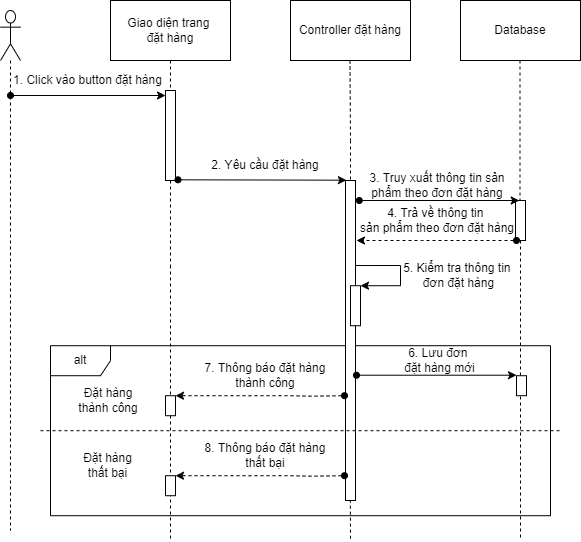 Giao diện trang
đặt hàng
Controller đặt hàng
Database
1. Click vào button đặt hàng
2. Yêu cầu đặt hàng
3. Truy xuất thông tin sản
phẩm theo đơn đặt hàng
4. Trả về thông tin
sản phẩm theo đơn đặt hàng
5. Kiểm tra thông tin
đơn đặt hàng
alt
6. Lưu đơn
đặt hàng mới
7. Thông báo đặt hàng
thành công
Đặt hàng
thành công
8. Thông báo đặt hàng
thất bại
Đặt hàng
thất bại